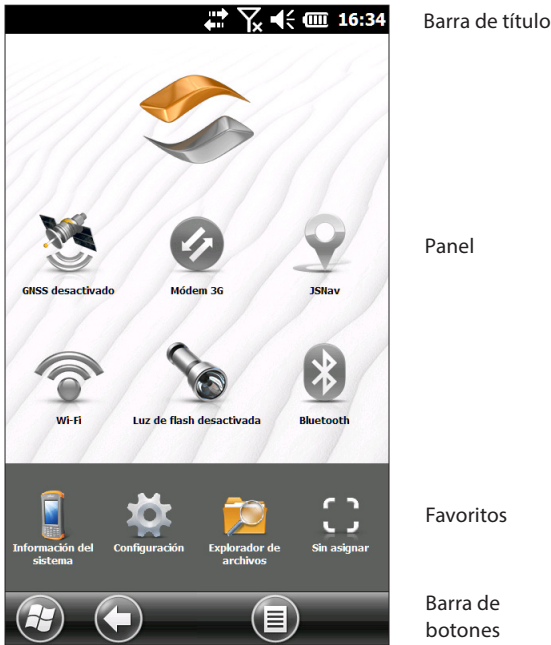 16:34
Barra de título
GNSS desactivado
Módem 3G
JSNav
Panel
Wi-Fi
Luz de flash desactivada
Bluetooth
Información del
sistema
Configuración
Explorador de
archivos
Sin asignar
Favoritos
Barra de
botones